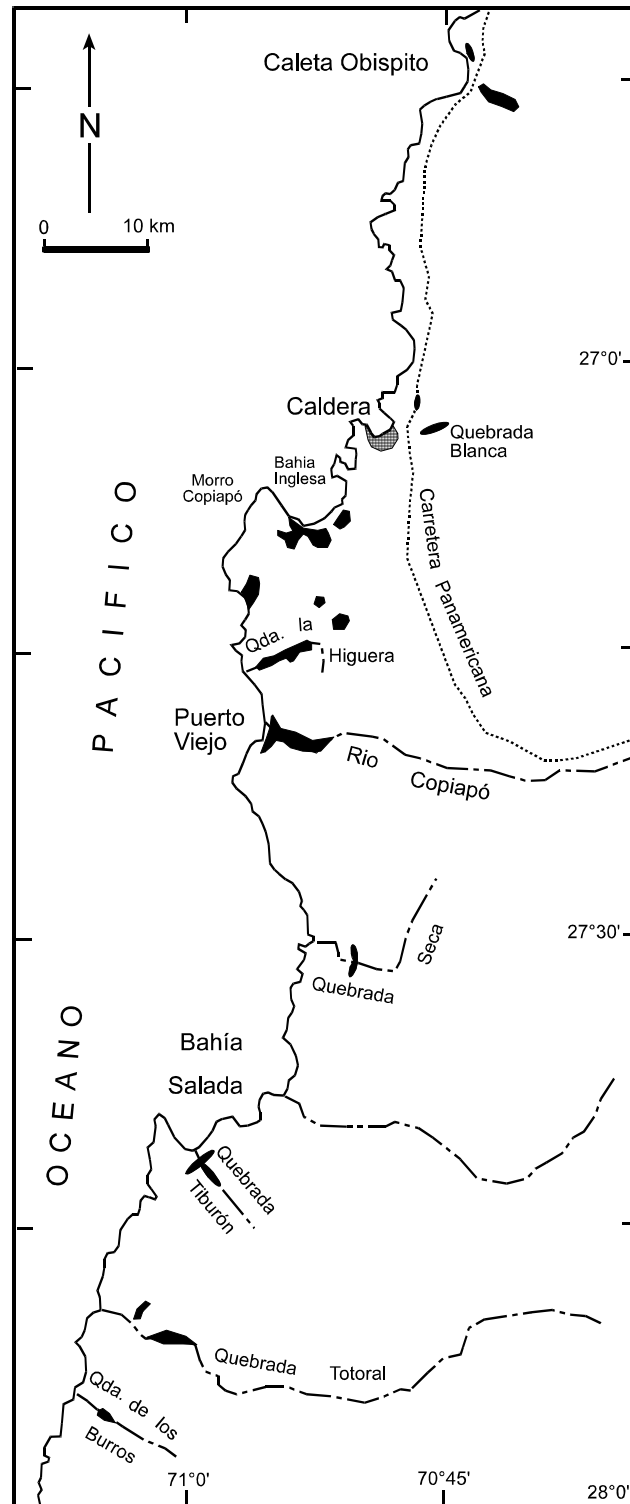 Caleta Obispito
N
0 10 km
27°0'
Caldera
Quebrada
Blanca
Bahia
Inglesa
Morro
Copiapó
Carretera Panamericana
PACIFICO
Qda. la
Higuera
Puerto
Viejo
Rio
Copiapó
27°30'
Seca
Quebrada
Bahía
Salada
OCEANO
Quebrada
Tiburón
Quebrada Totoral
Qda. de los
Burros
71°0'
70°45'
28°0'